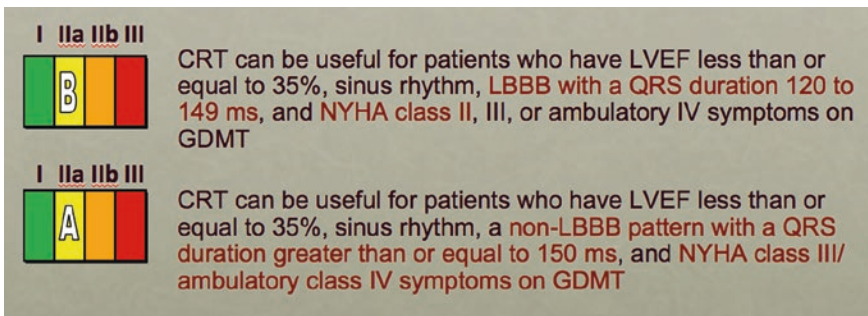 I IIa IIb III
B
CRT can be useful for patients who have LVEF less than or
equal to 35%, sinus rhythm, LBBB with a QRS duration 120 to
149 ms, and NYHA class II, III, or ambulatory IV symptoms on
GDMT
I IIa IIb III
A
CRT can be useful for patients who have LVEF less than or
equal to 35%, sinus rhythm, a non-LBBB pattern with a QRS
duration greater than or equal to 150 ms, and NYHA class III/
ambulatory class IV symptoms on GDMT